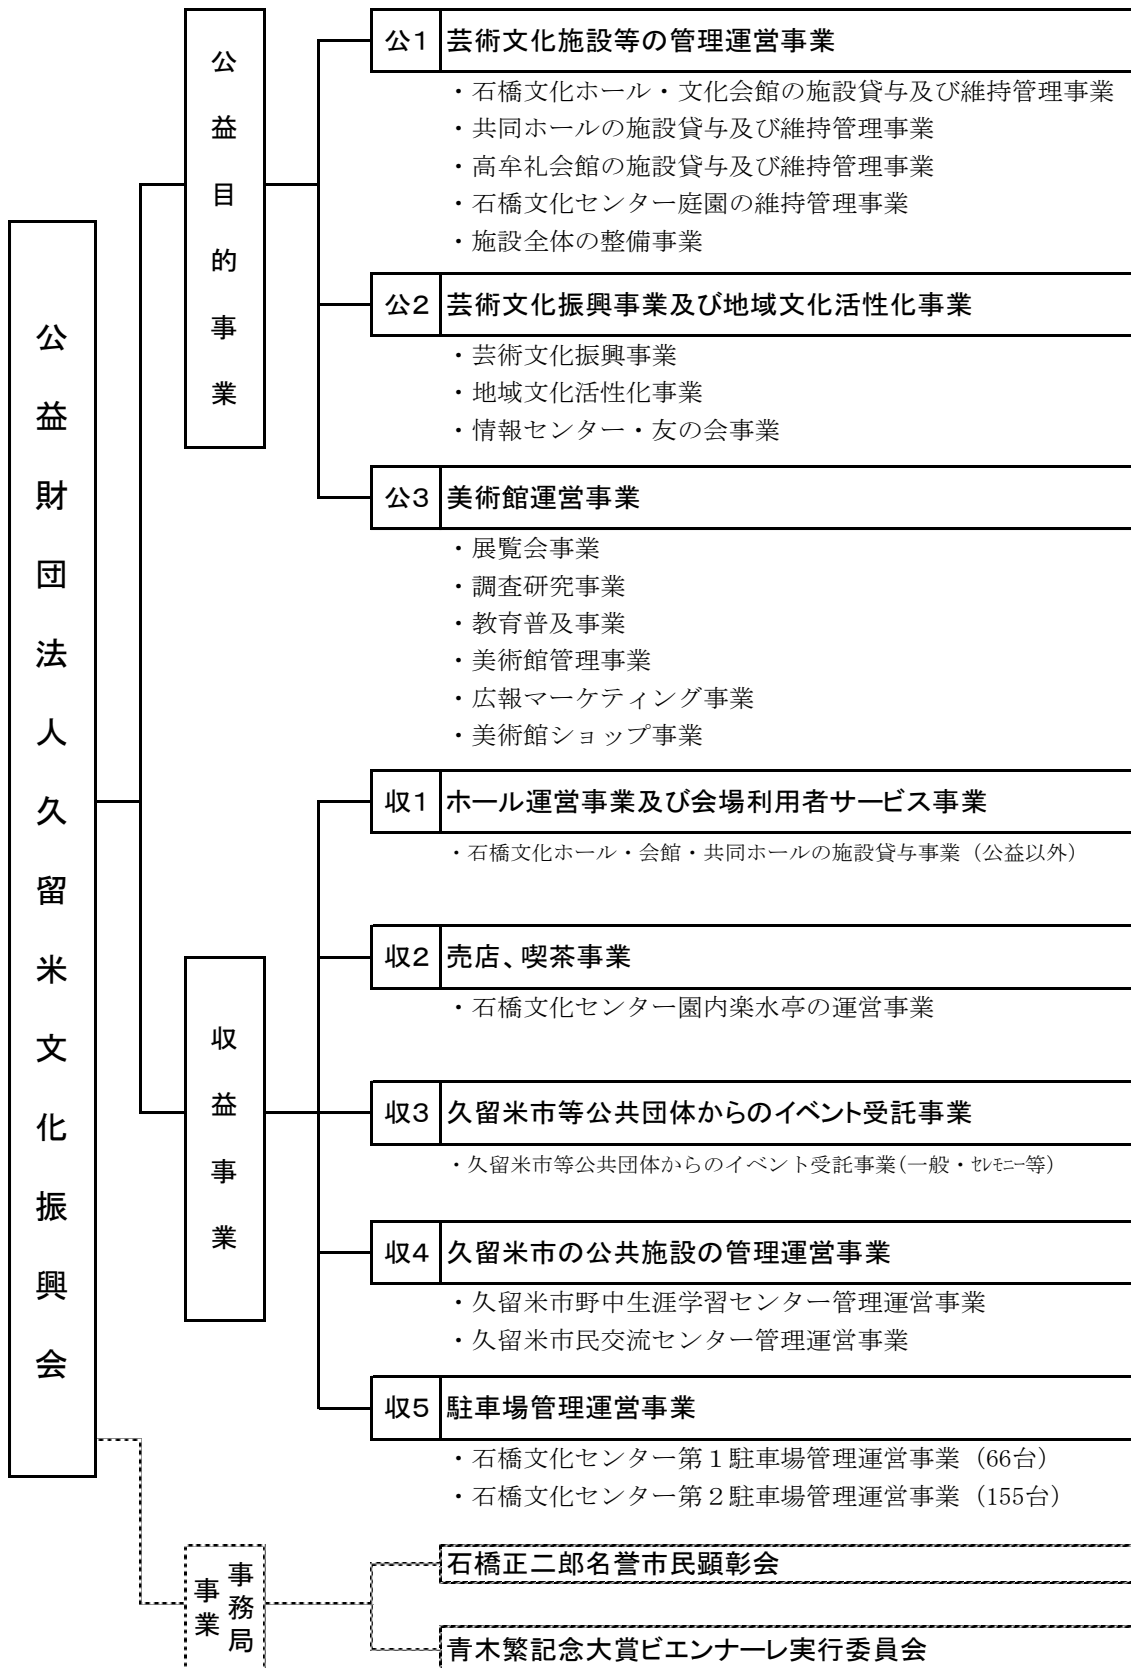 公益財団法人久留米文化振興会
公益目的事業
公1 芸術文化施設等の管理運営事業
・石橋文化ホール・文化会館の施設貸与及び維持管理事業
・共同ホールの施設貸与及び維持管理事業
・高牟礼会館の施設貸与及び維持管理事業
・石橋文化センター庭園の維持管理事業
・施設全体の整備事業
公2 芸術文化振興事業及び地域文化活性化事業
・芸術文化振興事業
・地域文化活性化事業
・情報センター・友の会事業
公3 美術館運営事業
・展覧会事業
・調査研究事業
・教育普及事業
・美術館管理事業
・広報マーケティング事業
・美術館ショップ事業
収益事業
収1 ホール運営事業及び会場利用者サービス事業
・石橋文化ホール・会館・共同ホールの施設貸与事業（公益以外）
収2 売店、喫茶事業
・石橋文化センター園内楽水亭の運営事業
収3 久留米市等公共団体からのイベント受託事業
・久留米市等公共団体からのイベント受託事業(一般・ｾﾚﾓﾆｰ等)
収4 久留米市の公共施設の管理運営事業
・久留米市野中生涯学習センター管理運営事業
・久留米市民交流センター管理運営事業
収5 駐車場管理運営事業
・石橋文化センター第１駐車場管理運営事業（66台）
・石橋文化センター第２駐車場管理運営事業（155台）
事務局
事業
石橋正二郎名誉市民顕彰会
青木繁記念大賞ビエンナーレ実行委員会